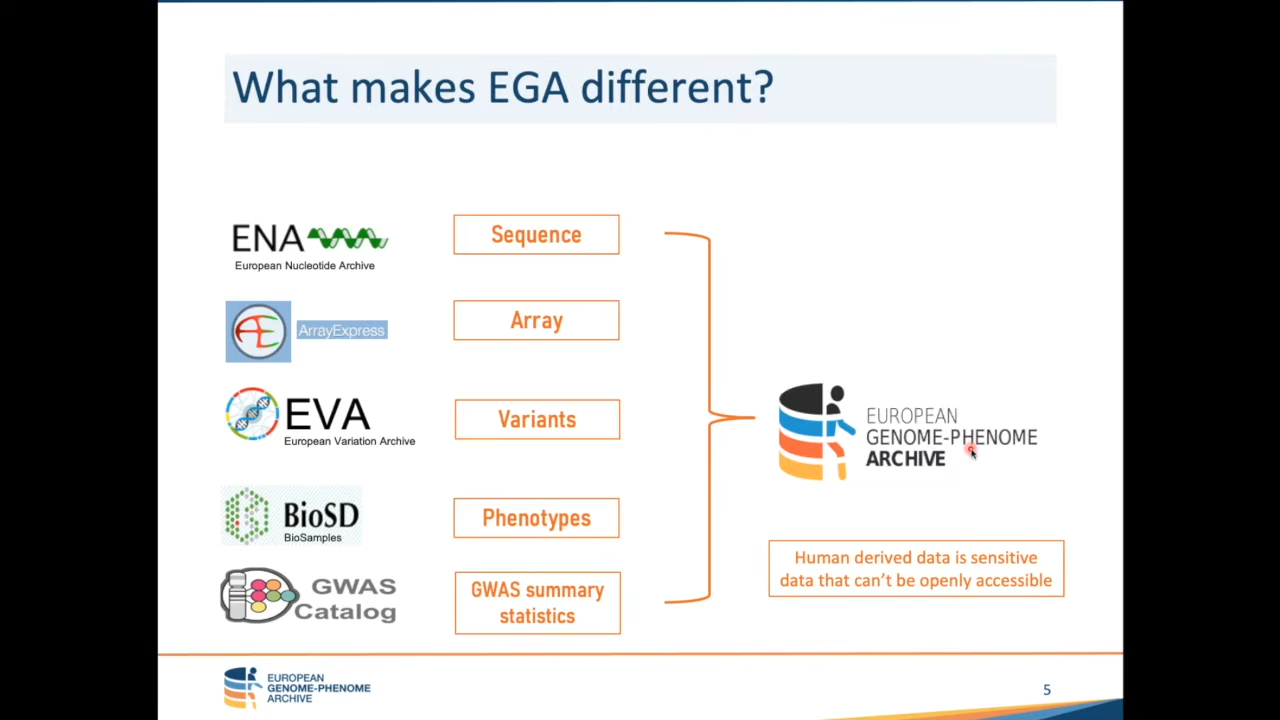 What makes EGA different?
ENA
European Nucleotide Archive
Sequence
AE
ArrayExpress
Array
EVA
European Variation Archive
Variants
BioSD
BioSamples
Phenotypes
GWAS
Catalog
GWAS summary
statistics
EUROPEAN
GENOME-PHENOME
ARCHIVE
Human derived data is sensitive
data that can't be openly accessible
EUROPEAN
GENOME-PHENOME
ARCHIVE
5